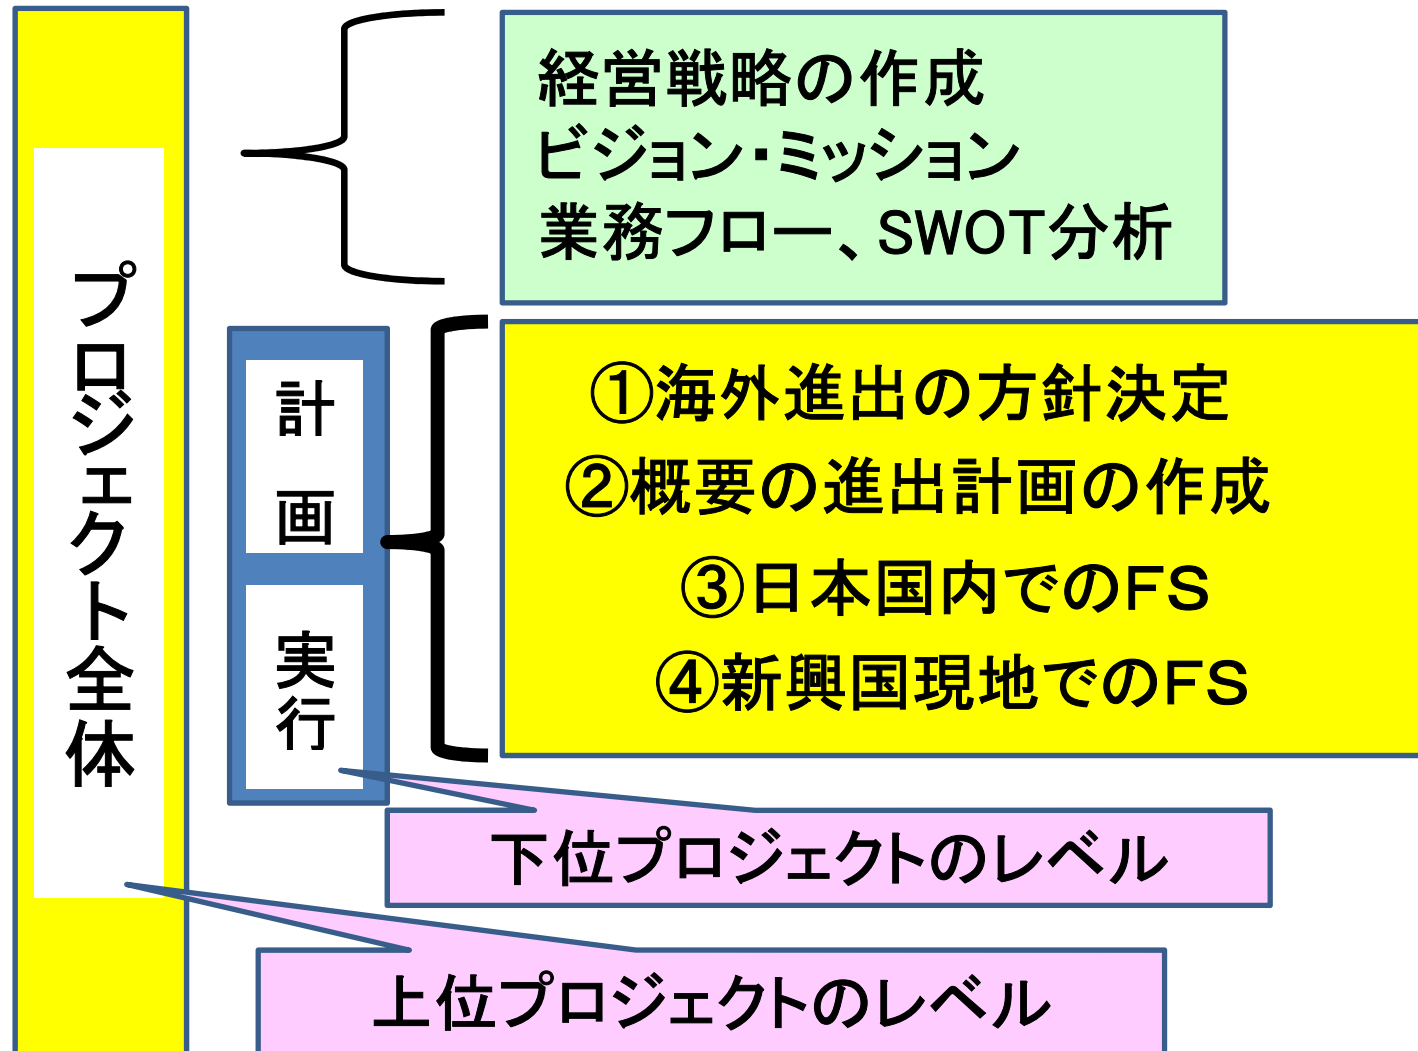 経営戦略の作成
ビジョン・ミッション
業務フロー、SWOT分析
プロジェクト全体
計画
実行
①海外進出の方針決定
②概要の進出計画の作成
③日本国内でのＦＳ
④新興国現地でのＦＳ
下位プロジェクトのレベル
上位プロジェクトのレベル